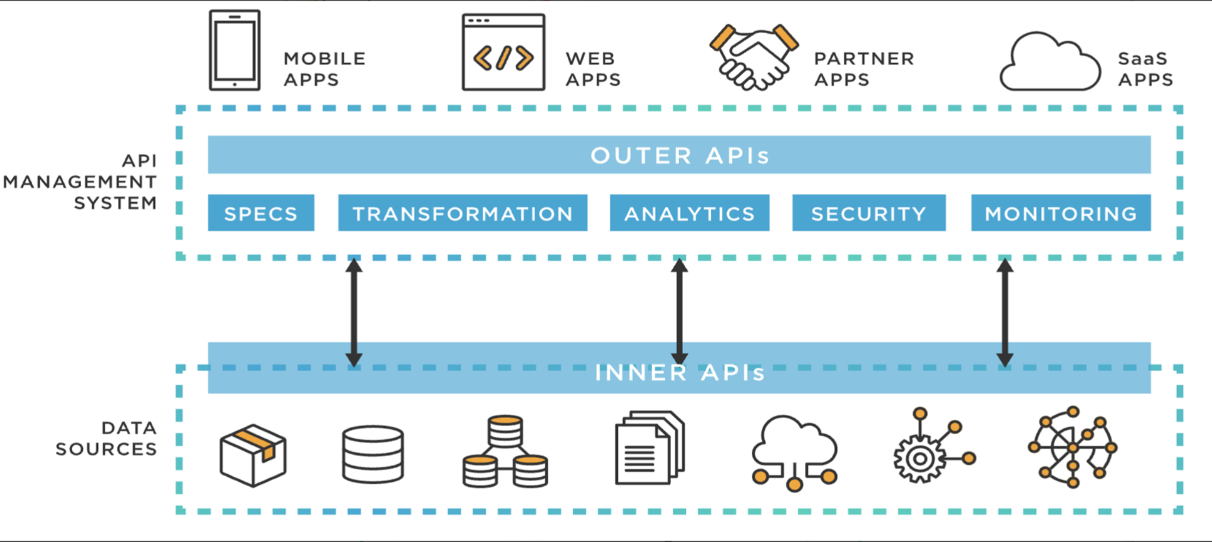 MOBILE
APPS
WEB
APPS
PARTNER
APPS
SaaS
APPS
API
MANAGEMENT
SYSTEM
OUTER APIs
SPECS
TRANSFORMATION
ANALYTICS
SECURITY
MONITORING
INNER APIs
DATA
SOURCES